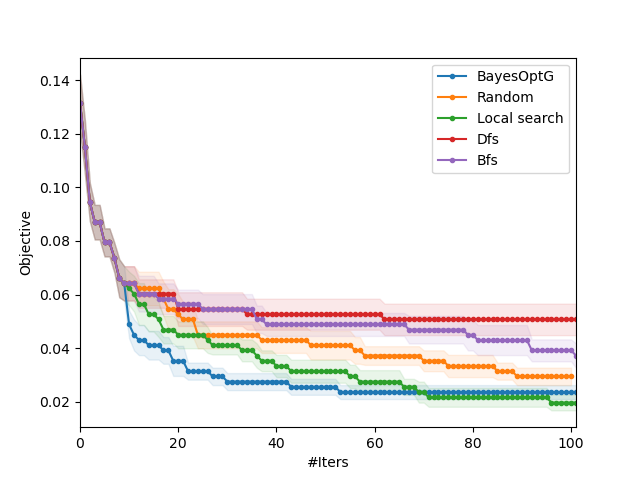 BayesOptG
Random
Local search
Dfs
Bfs
Objective
0.14
0.12
0.10
0.08
0.06
0.04
0.02
0 20 40 60 80 100
#Iters